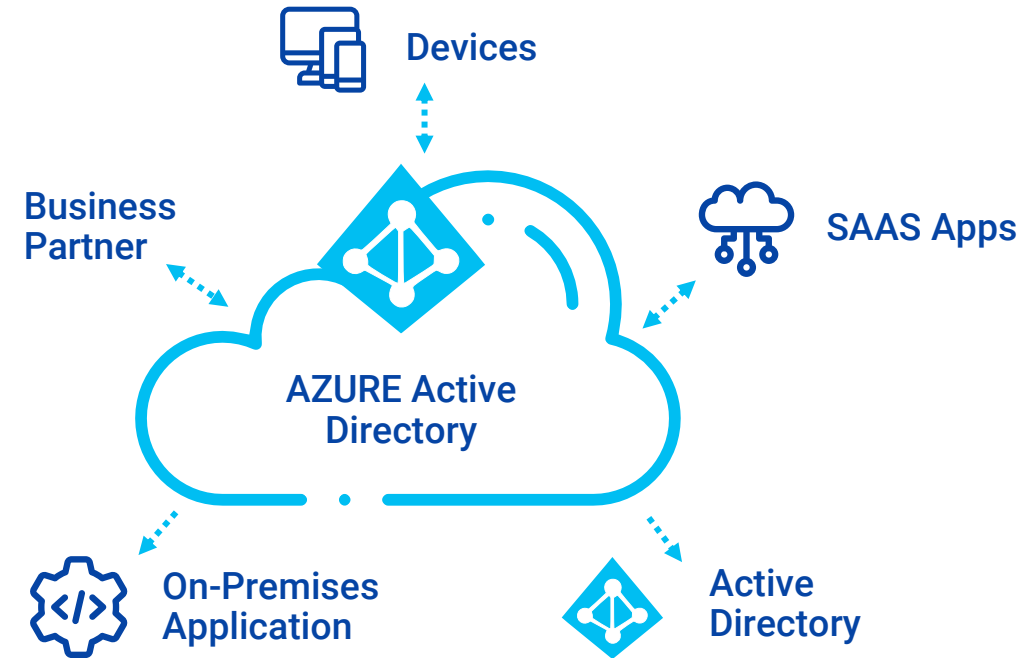 Devices
Business
Partner
SAAS Apps
AZURE Active
Directory
On-Premises
Application
Active
Directory